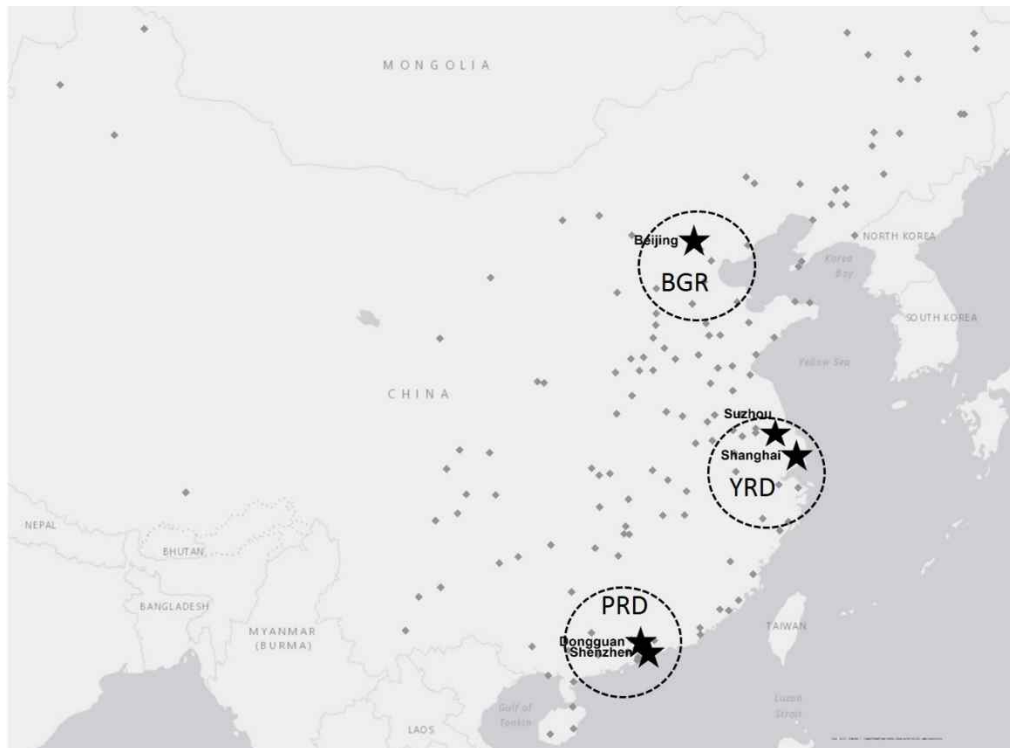 MONGOLIA
Beijing
NORTH KOREA
Korea
Bay
BGR
SOUTH KOREA
Yellow Sea
CHINA
Suzhou
Shanghai
YRD
NEPAL
BHUTAN
PRD
BANGLADESH
MYANMAR
(BURMA)
TAIWAN
Dongguan
Shenzhen
Gulf of
Tonkin
Luzon
Strait
LAOS